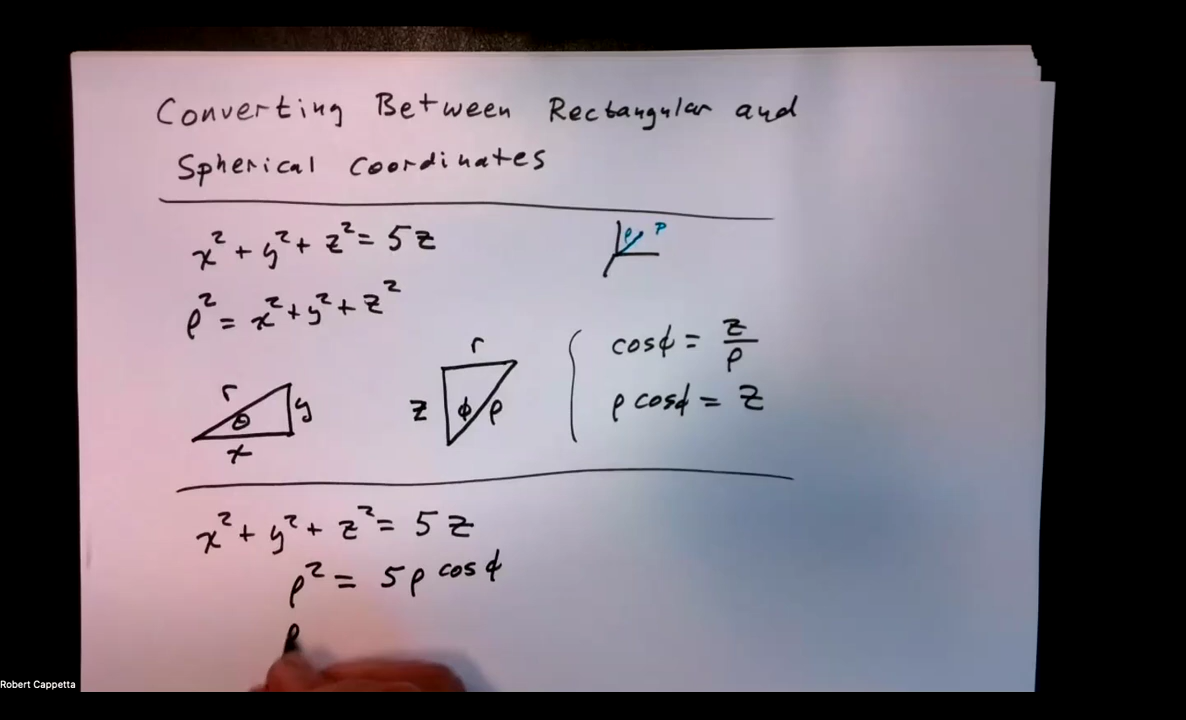 Converting Between Rectangular and
Spherical Coordinates
x² + y² + z² = 5z
ρ P
ρ² = x² + y² + z²
cosϕ = z/ρ
ρ cosϕ = z
r y θ x
r z ϕ ρ
x² + y² + z² = 5z
ρ² = 5ρ cosϕ
ρ
Robert Cappetta